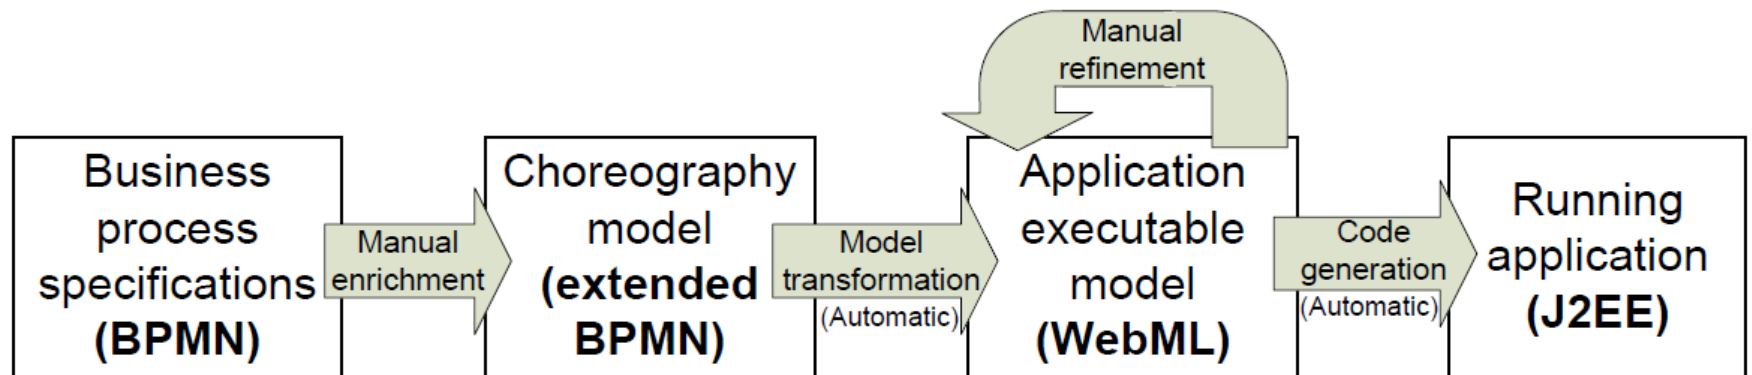 Manual
refinement
Business
process
specifications
(BPMN)
Manual
enrichment
Choreography
model
(extended
BPMN)
Model
transformation
(Automatic)
Application
executable
model
(WebML)
Code
generation
(Automatic)
Running
application
(J2EE)